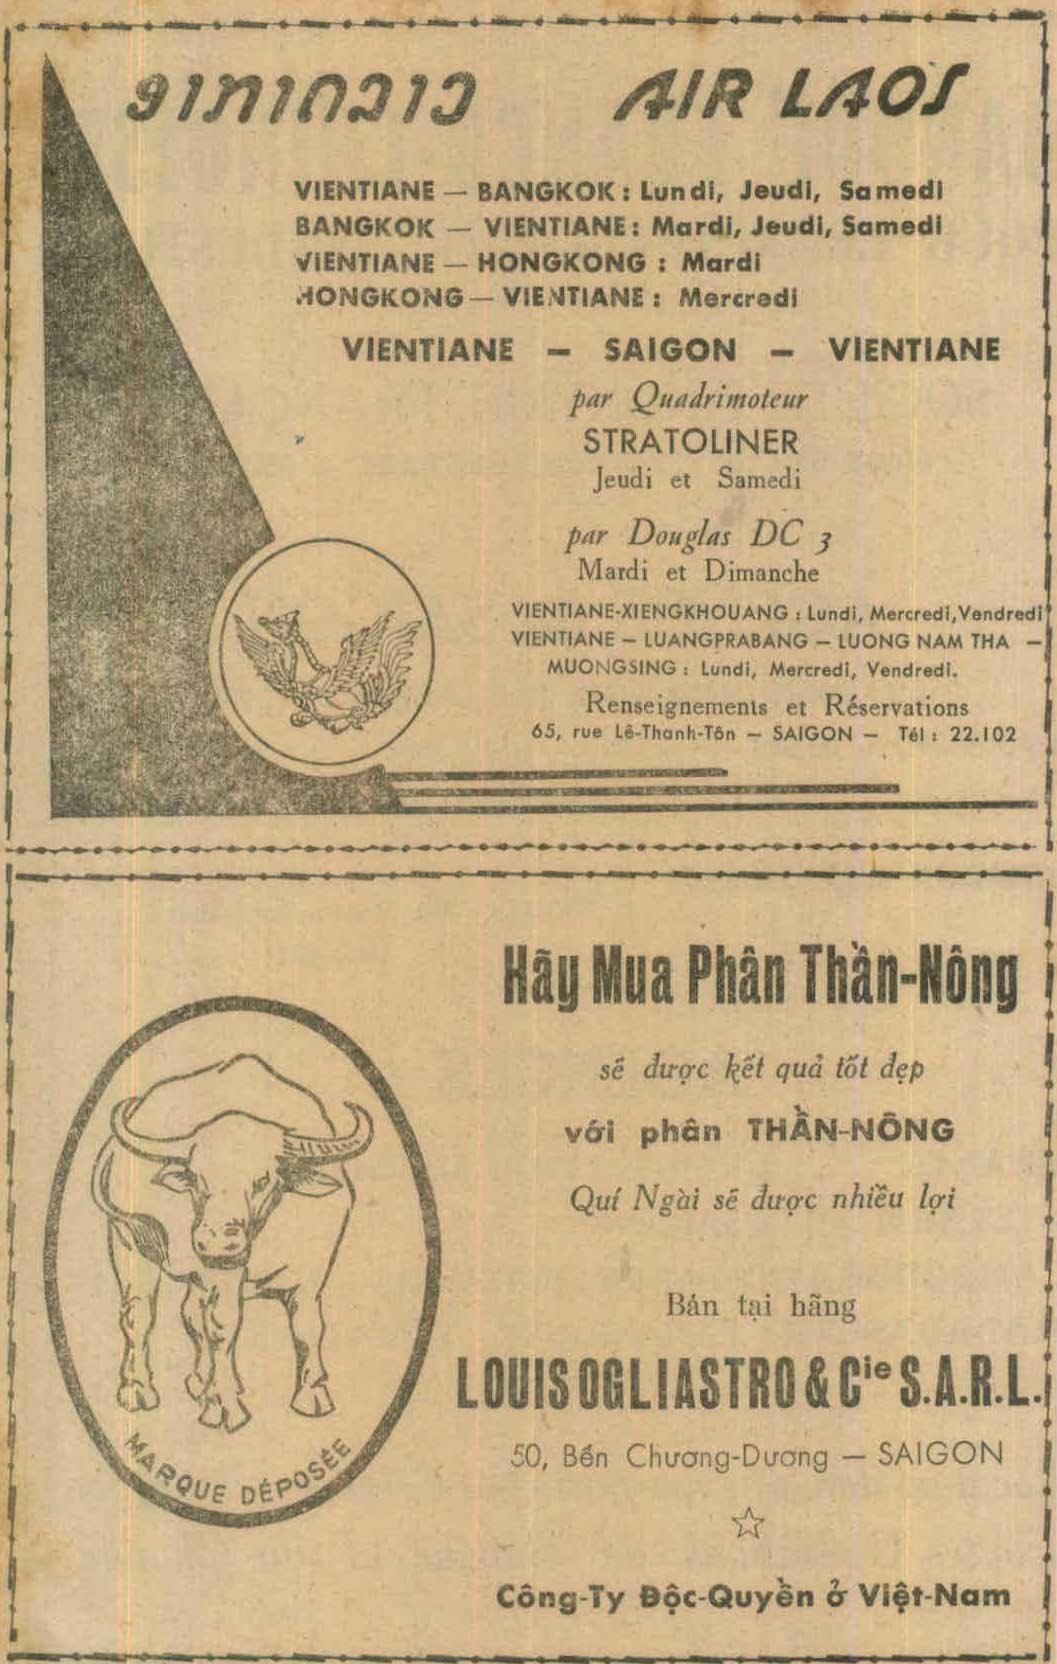 ອາກາດລາວ AIR LAOS
VIENTIANE — BANGKOK : Lundi, Jeudi, Samedi
BANGKOK — VIENTIANE : Mardi, Jeudi, Samedi
VIENTIANE — HONGKONG : Mardi
HONGKONG — VIENTIANE : Mercredi
VIENTIANE — SAIGON — VIENTIANE
par Quadrimoteur
STRATOLINER
Jeudi et Samedi
par Douglas DC 3
Mardi et Dimanche
VIENTIANE-XIENGKHOUANG : Lundi, Mercredi, Vendredi
VIENTIANE — LUANGPRABANG — LUONG NAM THA —
MUONGSING : Lundi, Mercredi, Vendredi.
Renseignements et Réservations
65, rue Lê-Thanh-Tôn — SAIGON — Tél : 22.102
Hãy Mua Phân Thần-Nông
sẽ được kết quả tốt đẹp
với phân THẦN-NÔNG
Quí Ngài sẽ được nhiều lợi
Bán tại hãng
LOUIS OGLIASTRO & Cie S.A.R.L.
50, Bến Chương-Dương — SAIGON
Công-Ty Độc-Quyền ở Việt-Nam
MARQUE DÉPOSÉE